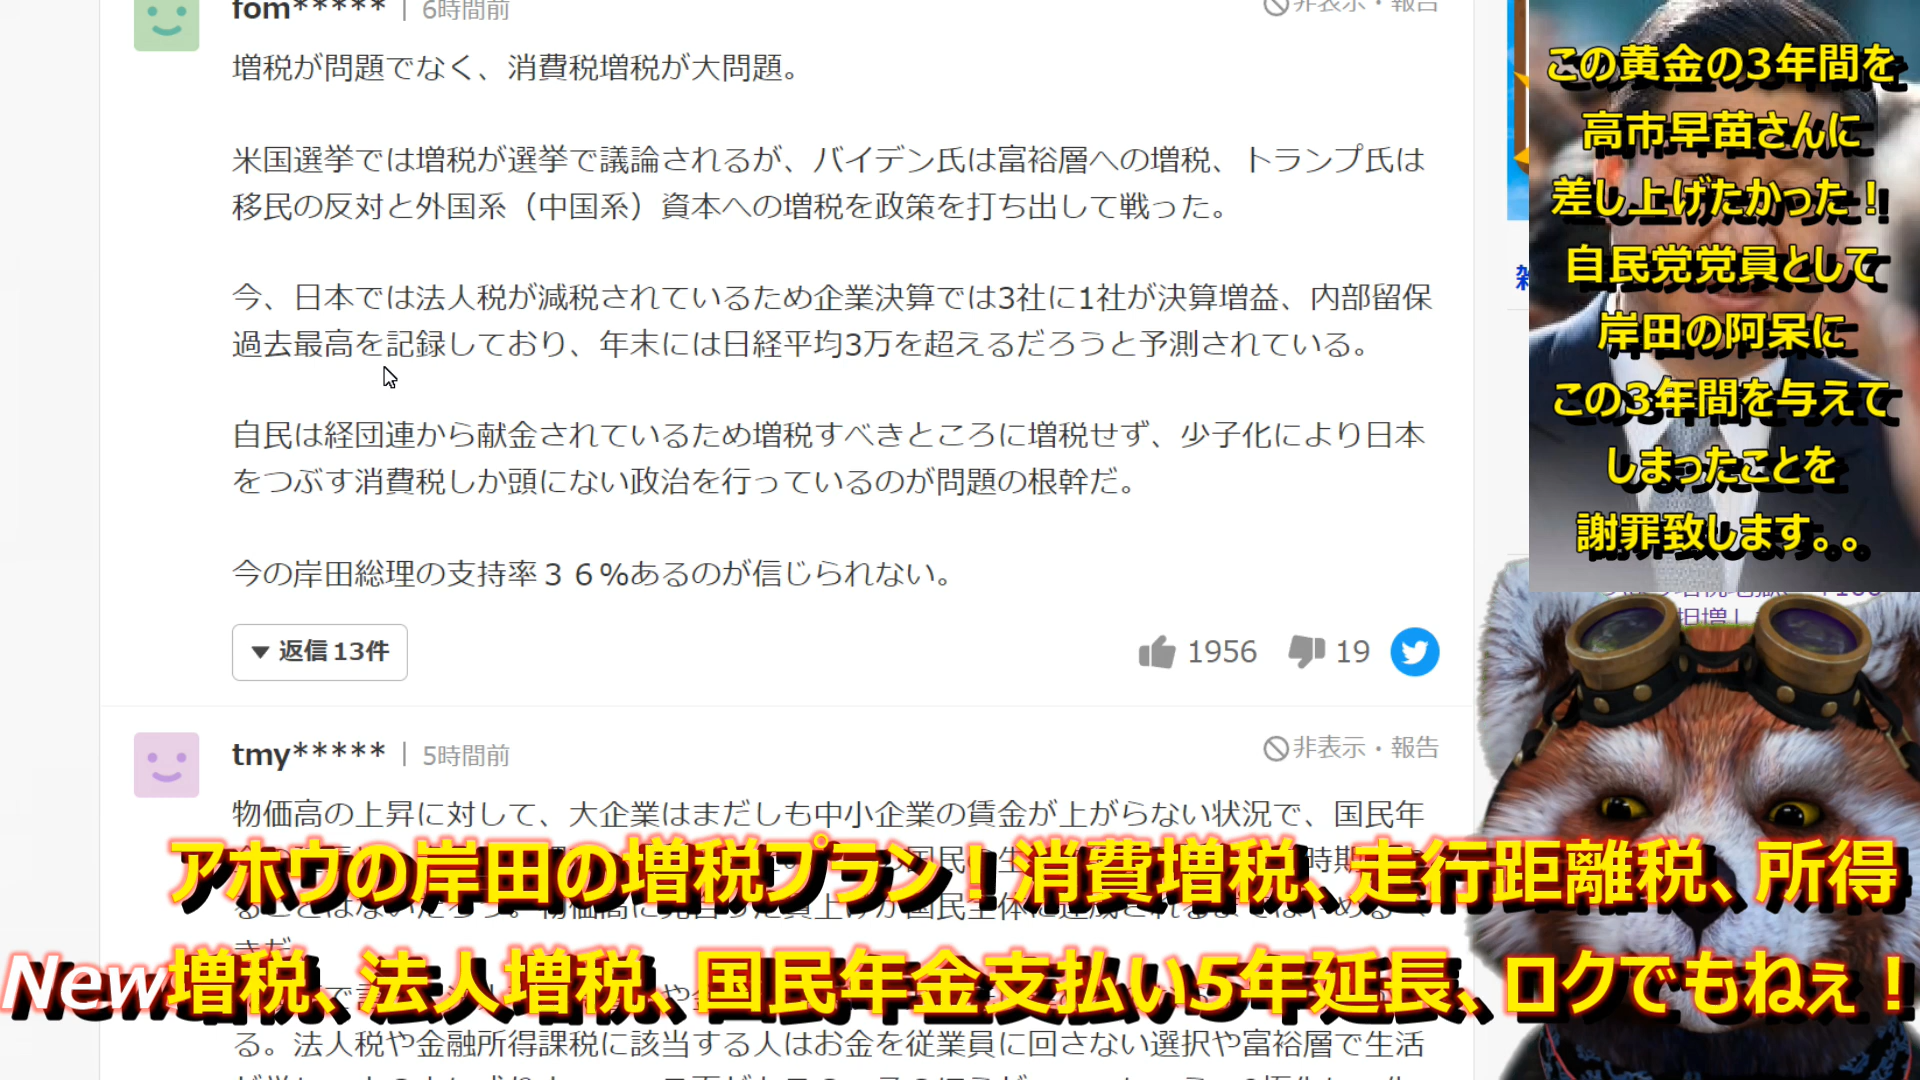 fom***** | 6時間前
非表示・報告
増税が問題でなく、消費税増税が大問題。
米国選挙では増税が選挙で議論されるが、バイデン氏は富裕層への増税、トランプ氏は
移民の反対と外国系（中国系）資本への増税を政策を打ち出して戦った。
今、日本では法人税が減税されているため企業決算では3社に1社が決算増益、内部留保
過去最高を記録しており、年末には日経平均3万を超えるだろうと予測されている。
自民は経団連から献金されているため増税すべきところに増税せず、少子化により日本
をつぶす消費税しか頭にない政治を行っているのが問題の根幹だ。
今の岸田総理の支持率３６%あるのが信じられない。
返信13件
1956
19
tmy***** | 5時間前
非表示・報告
物価高の上昇に対して、大企業はまだしも中小企業の賃金が上がらない状況で、国民年
る。法人税や金融所得課税に該当する人はお金を従業員に回さない選択や富裕層で生活
この黄金の3年間を
高市早苗さんに
差し上げたかった！
自民党党員として
岸田の阿呆に
この3年間を与えて
しまったことを
謝罪致します。。
アホウの岸田の増税プラン！消費増税、走行距離税、所得
New増税、法人増税、国民年金支払い5年延長、ロクでもねぇ！